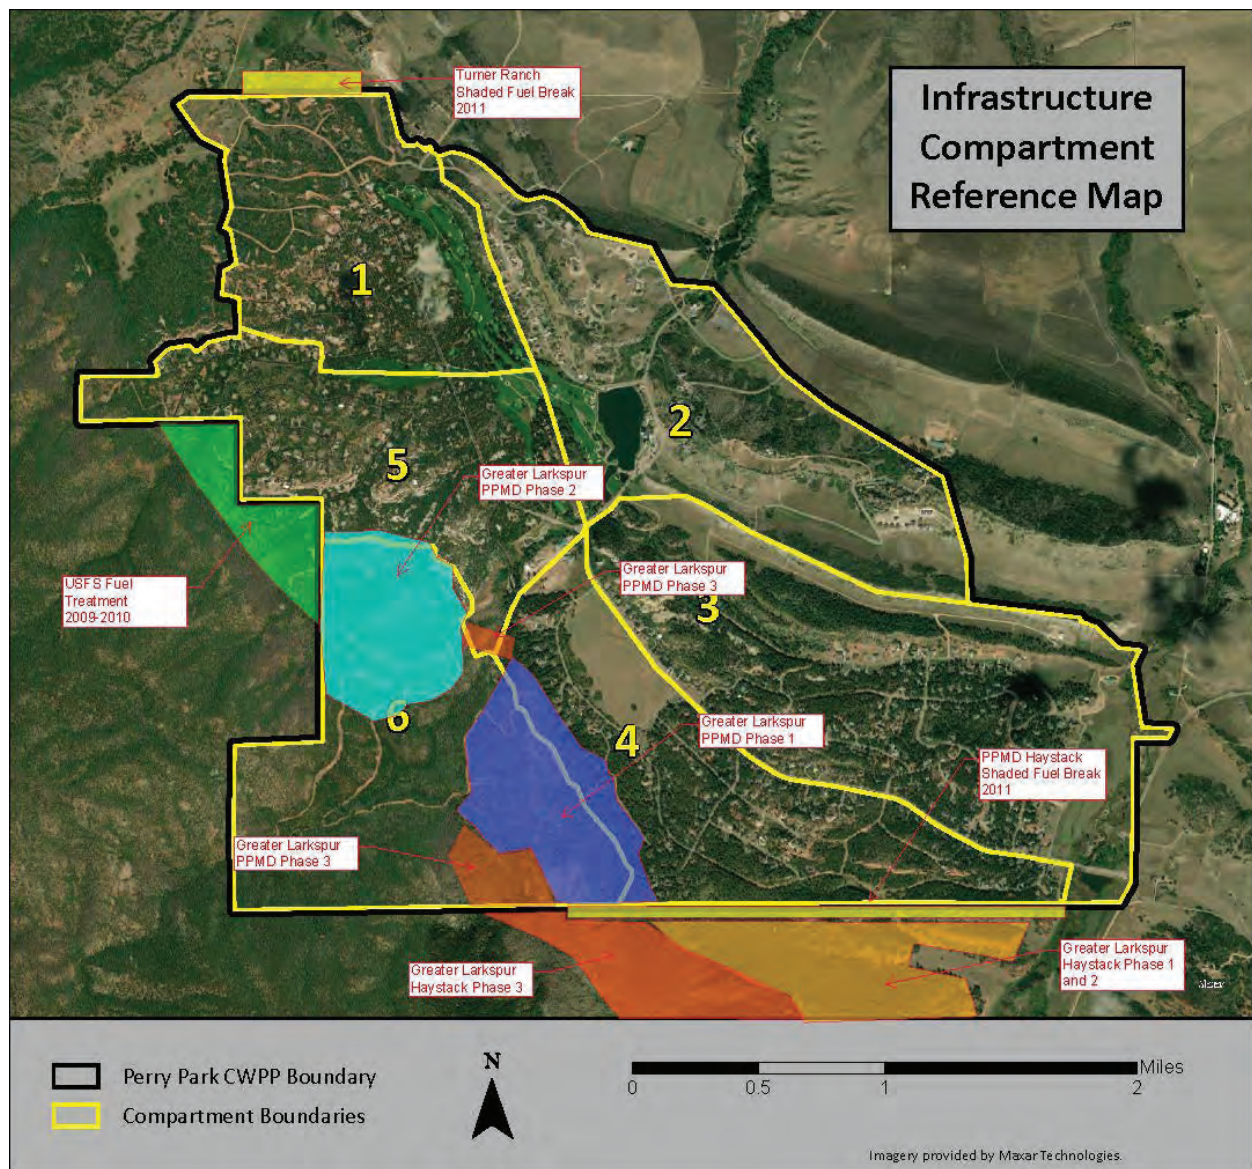 Turner Ranch
Shaded Fuel Break
2011
Infrastructure
Compartment
Reference Map
1
2
5
Greater Larkspur
PPMD Phase 2
Greater Larkspur
PPMD Phase 3
USFS Fuel
Treatment
2009-2010
3
6
4
Greater Larkspur
PPMD Phase 1
PPMD Haystack
Shaded Fuel Break
2011
Greater Larkspur
PPMD Phase 3
Greater Larkspur
Haystack Phase 3
Greater Larkspur
Haystack Phase 1
and 2
Perry Park CWPP Boundary
Compartment Boundaries
N
Miles
0 0.5 1 2
Imagery provided by Maxar Technologies.